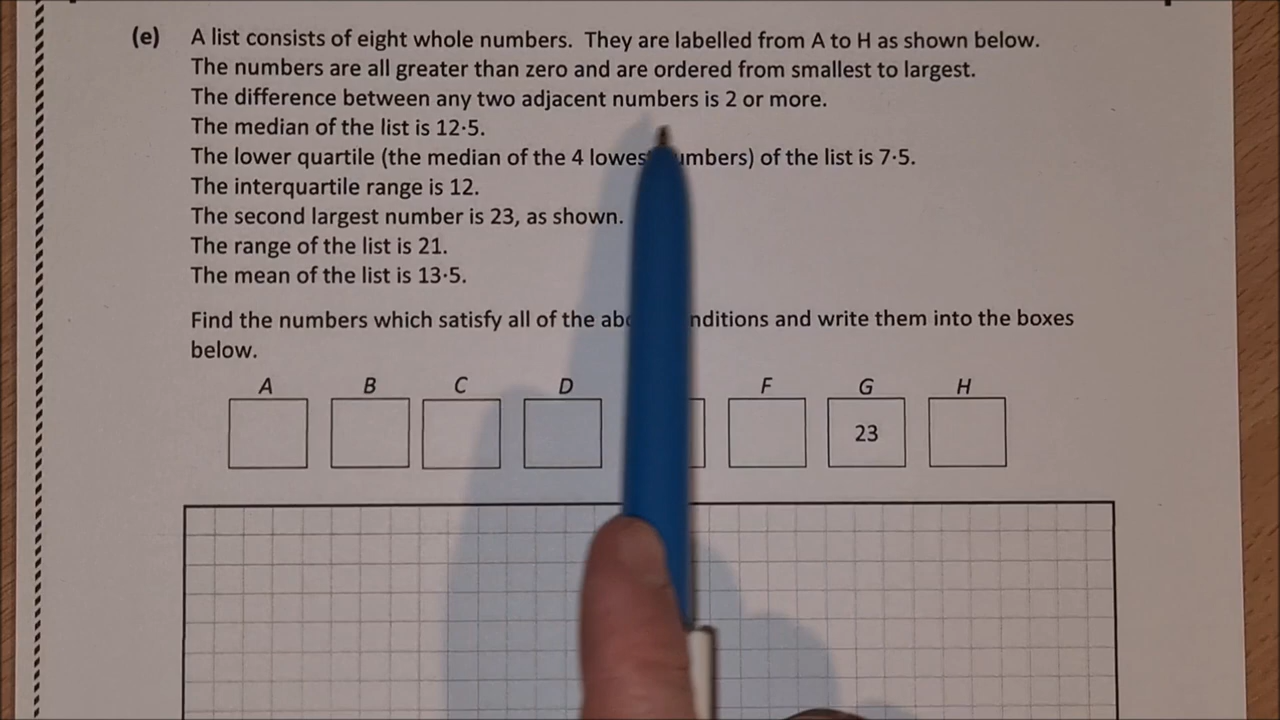 (e) A list consists of eight whole numbers. They are labelled from A to H as shown below.
The numbers are all greater than zero and are ordered from smallest to largest.
The difference between any two adjacent numbers is 2 or more.
The median of the list is 12·5.
The lower quartile (the median of the 4 lowest numbers) of the list is 7·5.
The interquartile range is 12.
The second largest number is 23, as shown.
The range of the list is 21.
The mean of the list is 13·5.
Find the numbers which satisfy all of the above conditions and write them into the boxes
below.
A B C D F G H
23